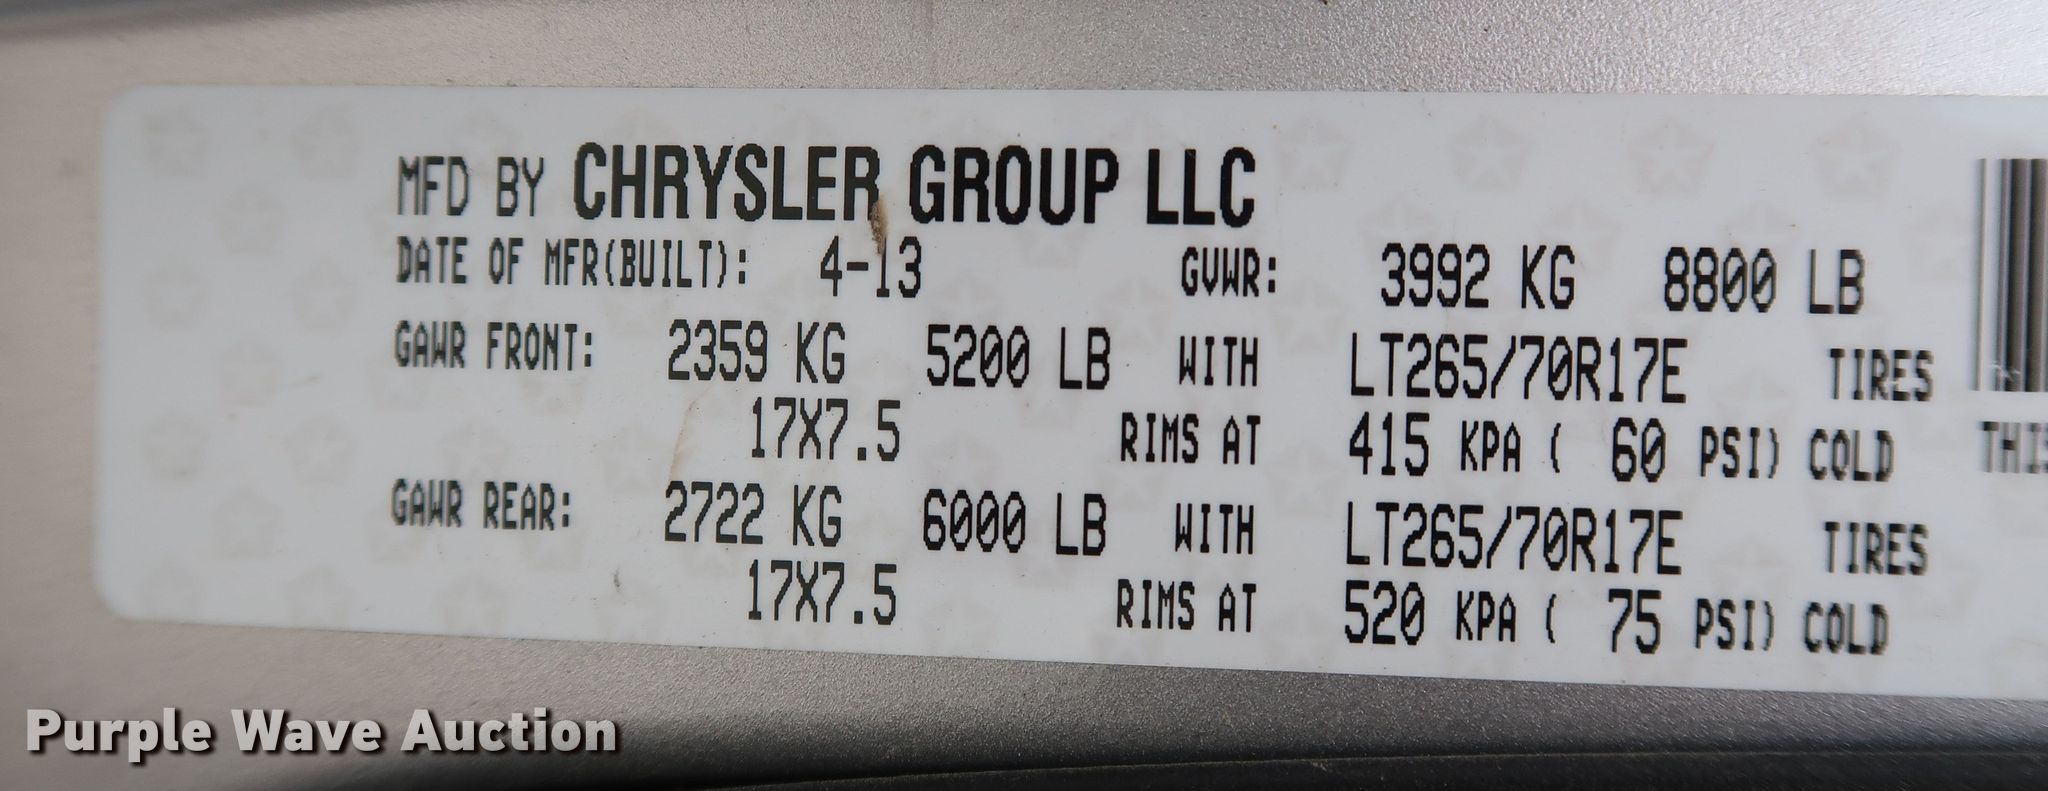 MFD BY CHRYSLER GROUP LLC
DATE OF MFR(BUILT): 4-13 GVWR: 3992 KG 8800 LB
GAWR FRONT: 2359 KG 5200 LB WITH LT265/70R17E TIRES
17X7.5 RIMS AT 415 KPA ( 60 PSI) COLD
GAWR REAR: 2722 KG 6000 LB WITH LT265/70R17E TIRES
17X7.5 RIMS AT 520 KPA ( 75 PSI) COLD
THIS
Purple Wave Auction